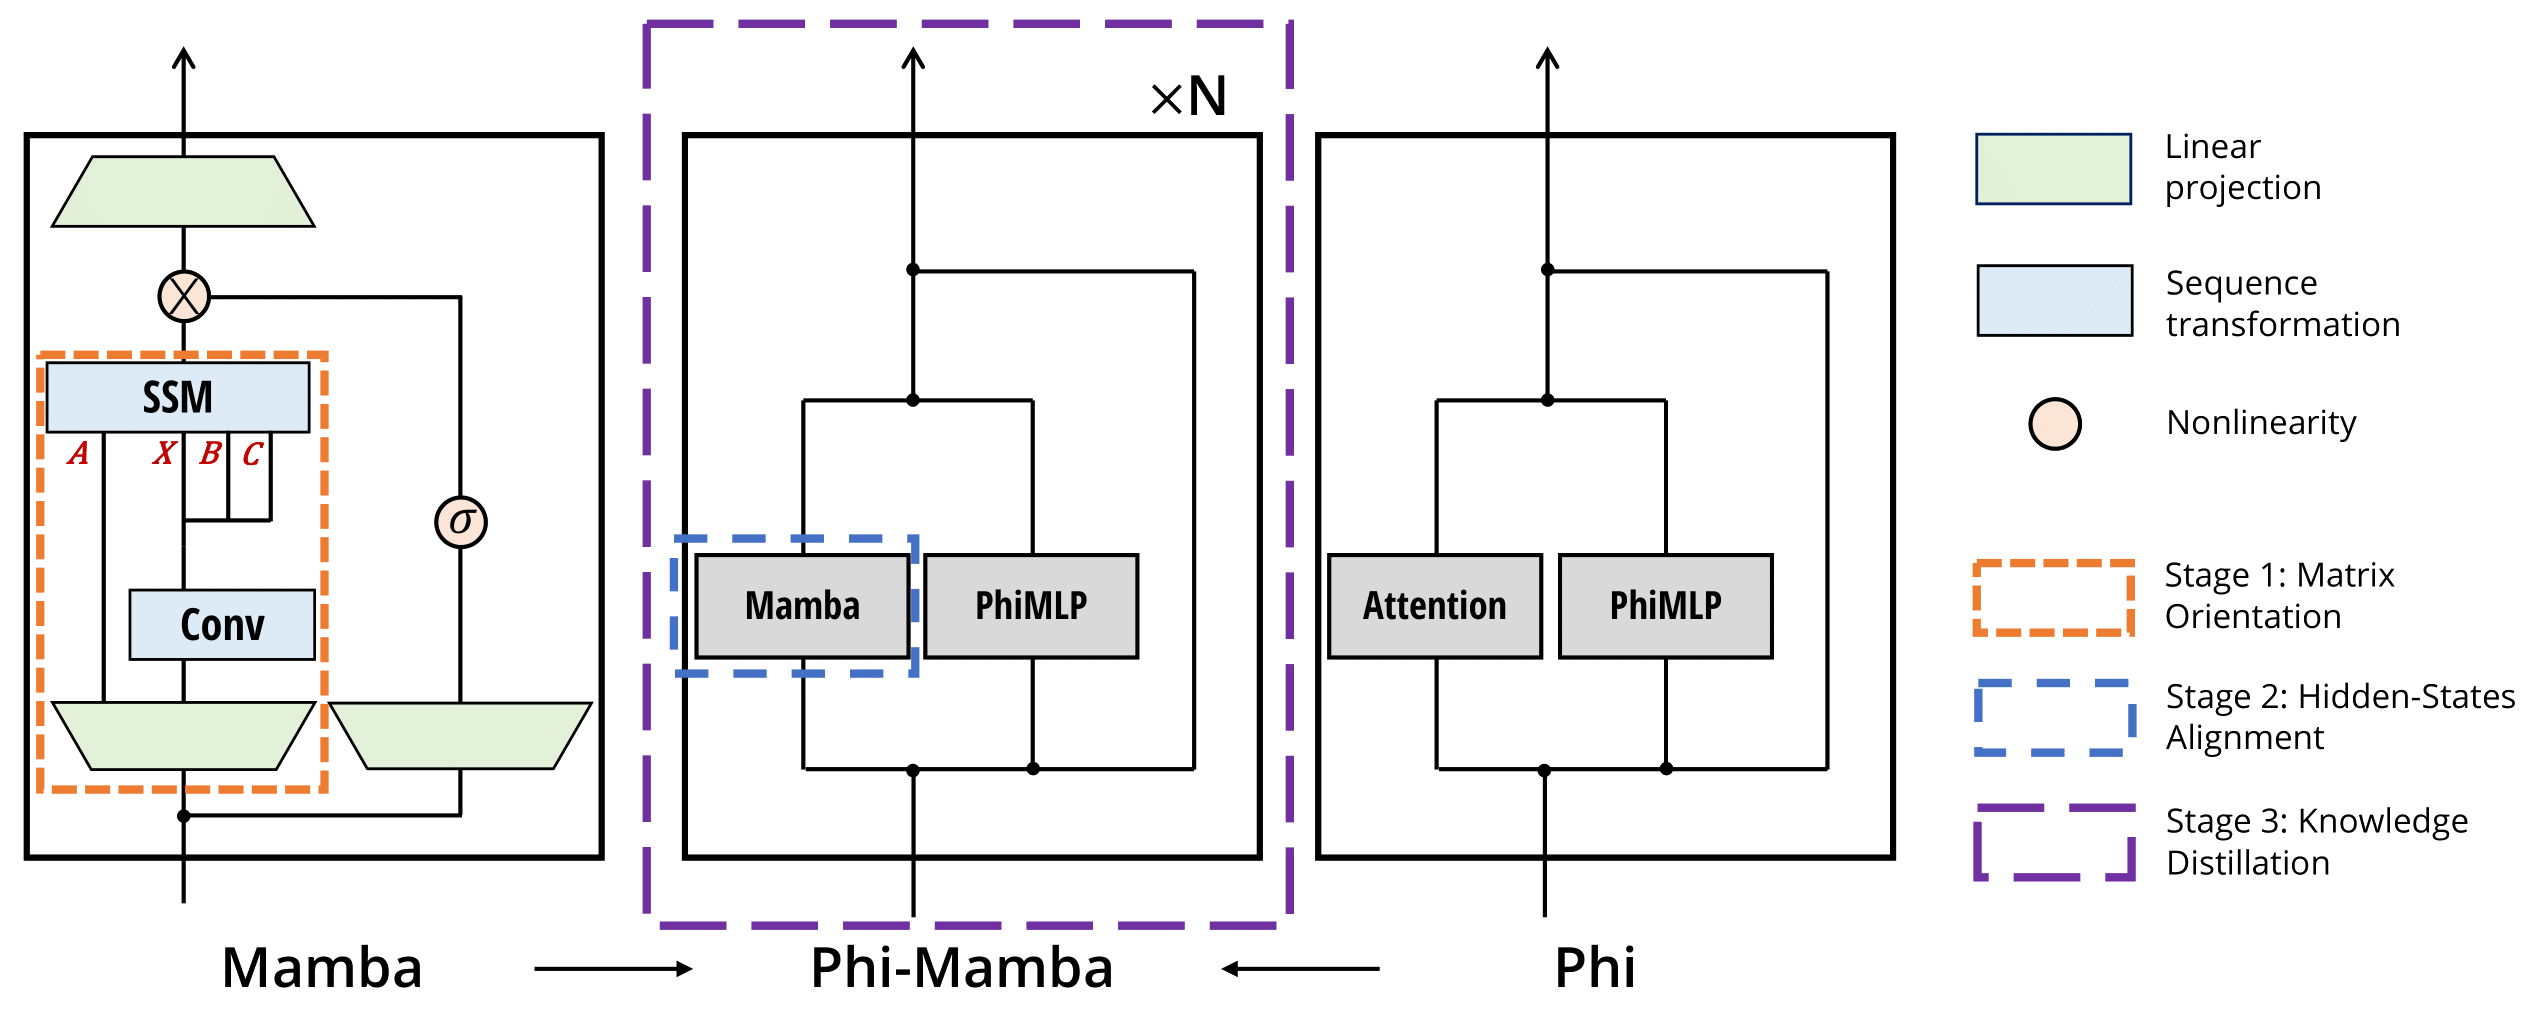 ×N
SSM
A X B C
σ
Conv
Mamba
PhiMLP
Attention
PhiMLP
Mamba
Phi-Mamba
Phi
Linear
projection
Sequence
transformation
Nonlinearity
Stage 1: Matrix
Orientation
Stage 2: Hidden-States
Alignment
Stage 3: Knowledge
Distillation